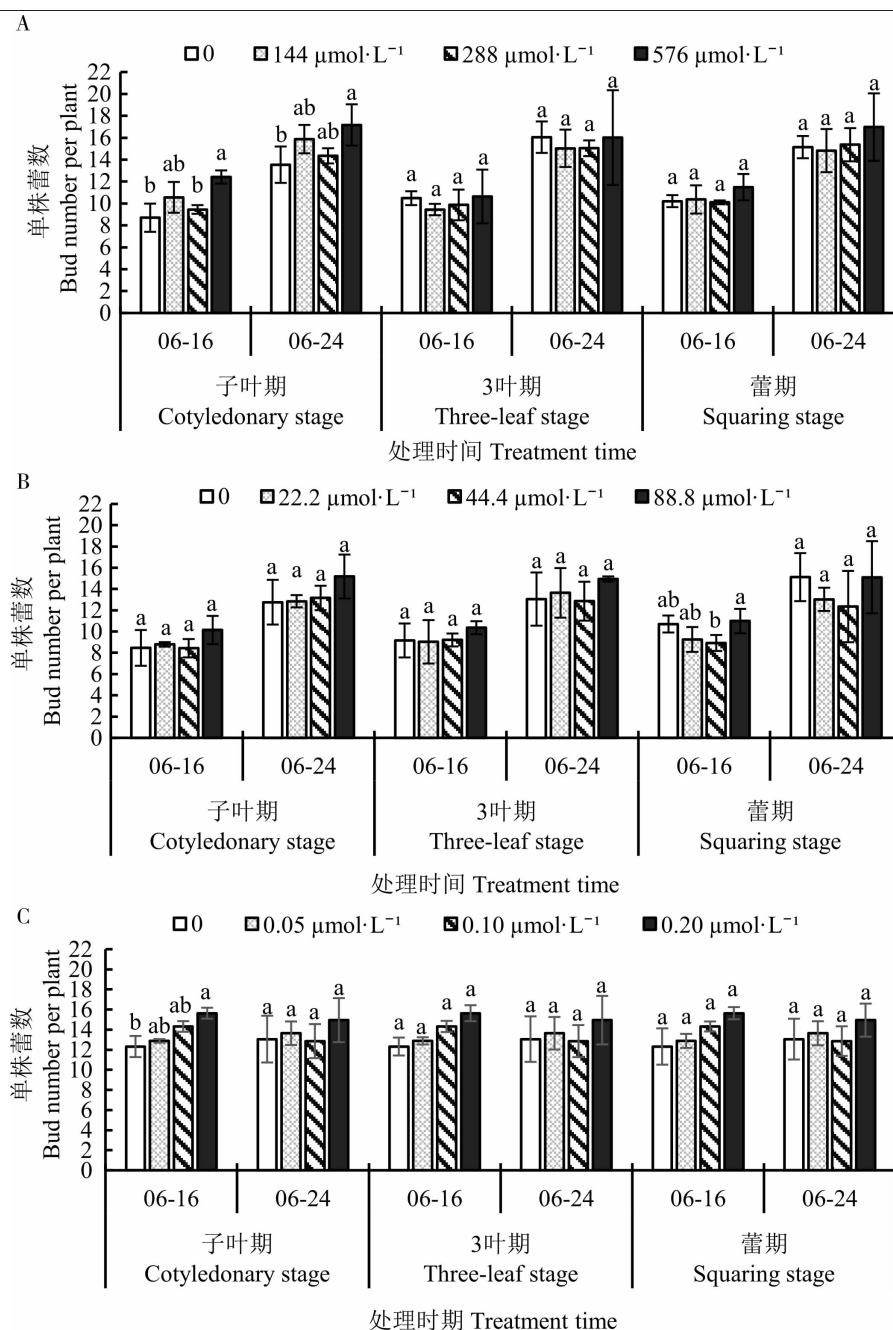 A
0 144 µmol·L⁻¹ 288 µmol·L⁻¹ 576 µmol·L⁻¹
单株蕾数
Bud number per plant
22
20
18
16
14
12
10
8
6
4
2
0
b ab b a b ab ab a a a a a a a a a a a a a a a a a
06-16 06-24 06-16 06-24 06-16 06-24
子叶期 3叶期 蕾期
Cotyledonary stage Three-leaf stage Squaring stage
处理时间 Treatment time
B
0 22.2 µmol·L⁻¹ 44.4 µmol·L⁻¹ 88.8 µmol·L⁻¹
单株蕾数
Bud number per plant
22
20
18
16
14
12
10
8
6
4
2
0
a a a a a a a a a a a a a a a a ab ab b a a a a a
06-16 06-24 06-16 06-24 06-16 06-24
子叶期 3叶期 蕾期
Cotyledonary stage Three-leaf stage Squaring stage
处理时间 Treatment time
C
0 0.05 µmol·L⁻¹ 0.10 µmol·L⁻¹ 0.20 µmol·L⁻¹
单株蕾数
Bud number per plant
22
20
18
16
14
12
10
8
6
4
2
0
b ab ab a a a a a a a a a a a a a a a a a a a a a
06-16 06-24 06-16 06-24 06-16 06-24
子叶期 3叶期 蕾期
Cotyledonary stage Three-leaf stage Squaring stage
处理时期 Treatment time